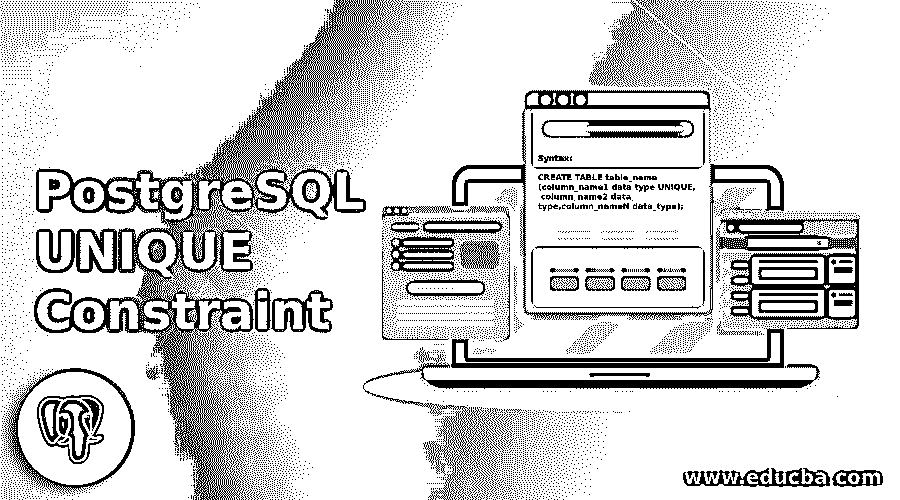 PostgreSQL
UNIQUE
Constraint
Syntax:
CREATE TABLE table_name
(column_name1 data type UNIQUE,
column_name2 data
type,column_nameN data_type);
www.educba.com